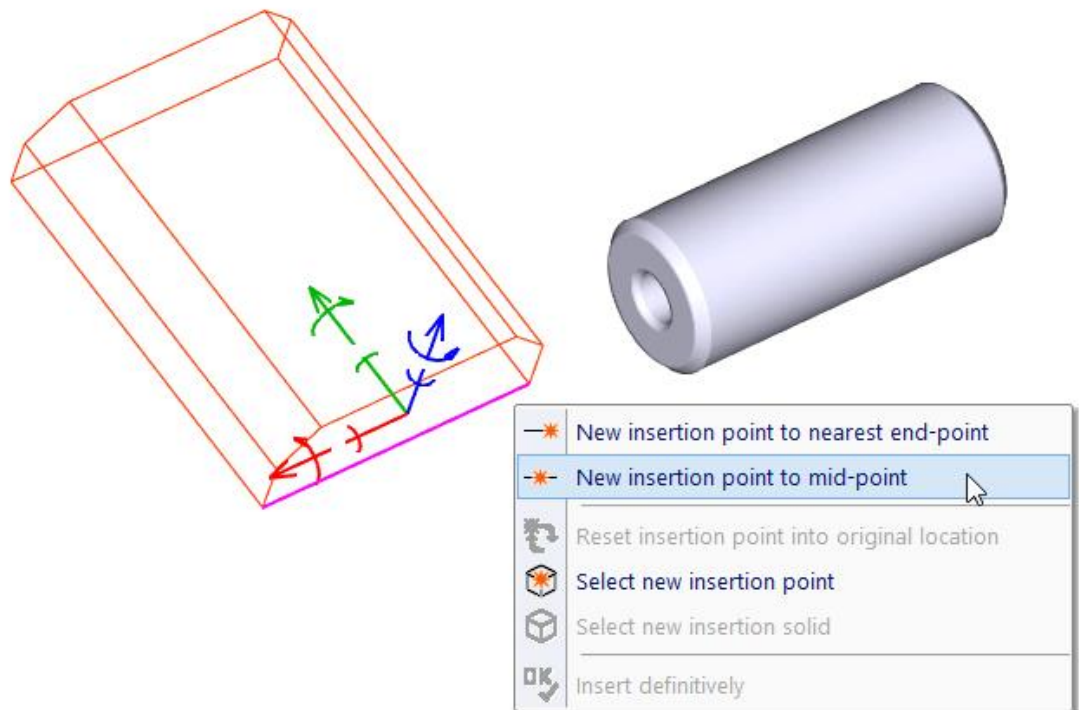 New insertion point to nearest end-point
New insertion point to mid-point
Reset insertion point into original location
Select new insertion point
Select new insertion solid
OK
Insert definitively